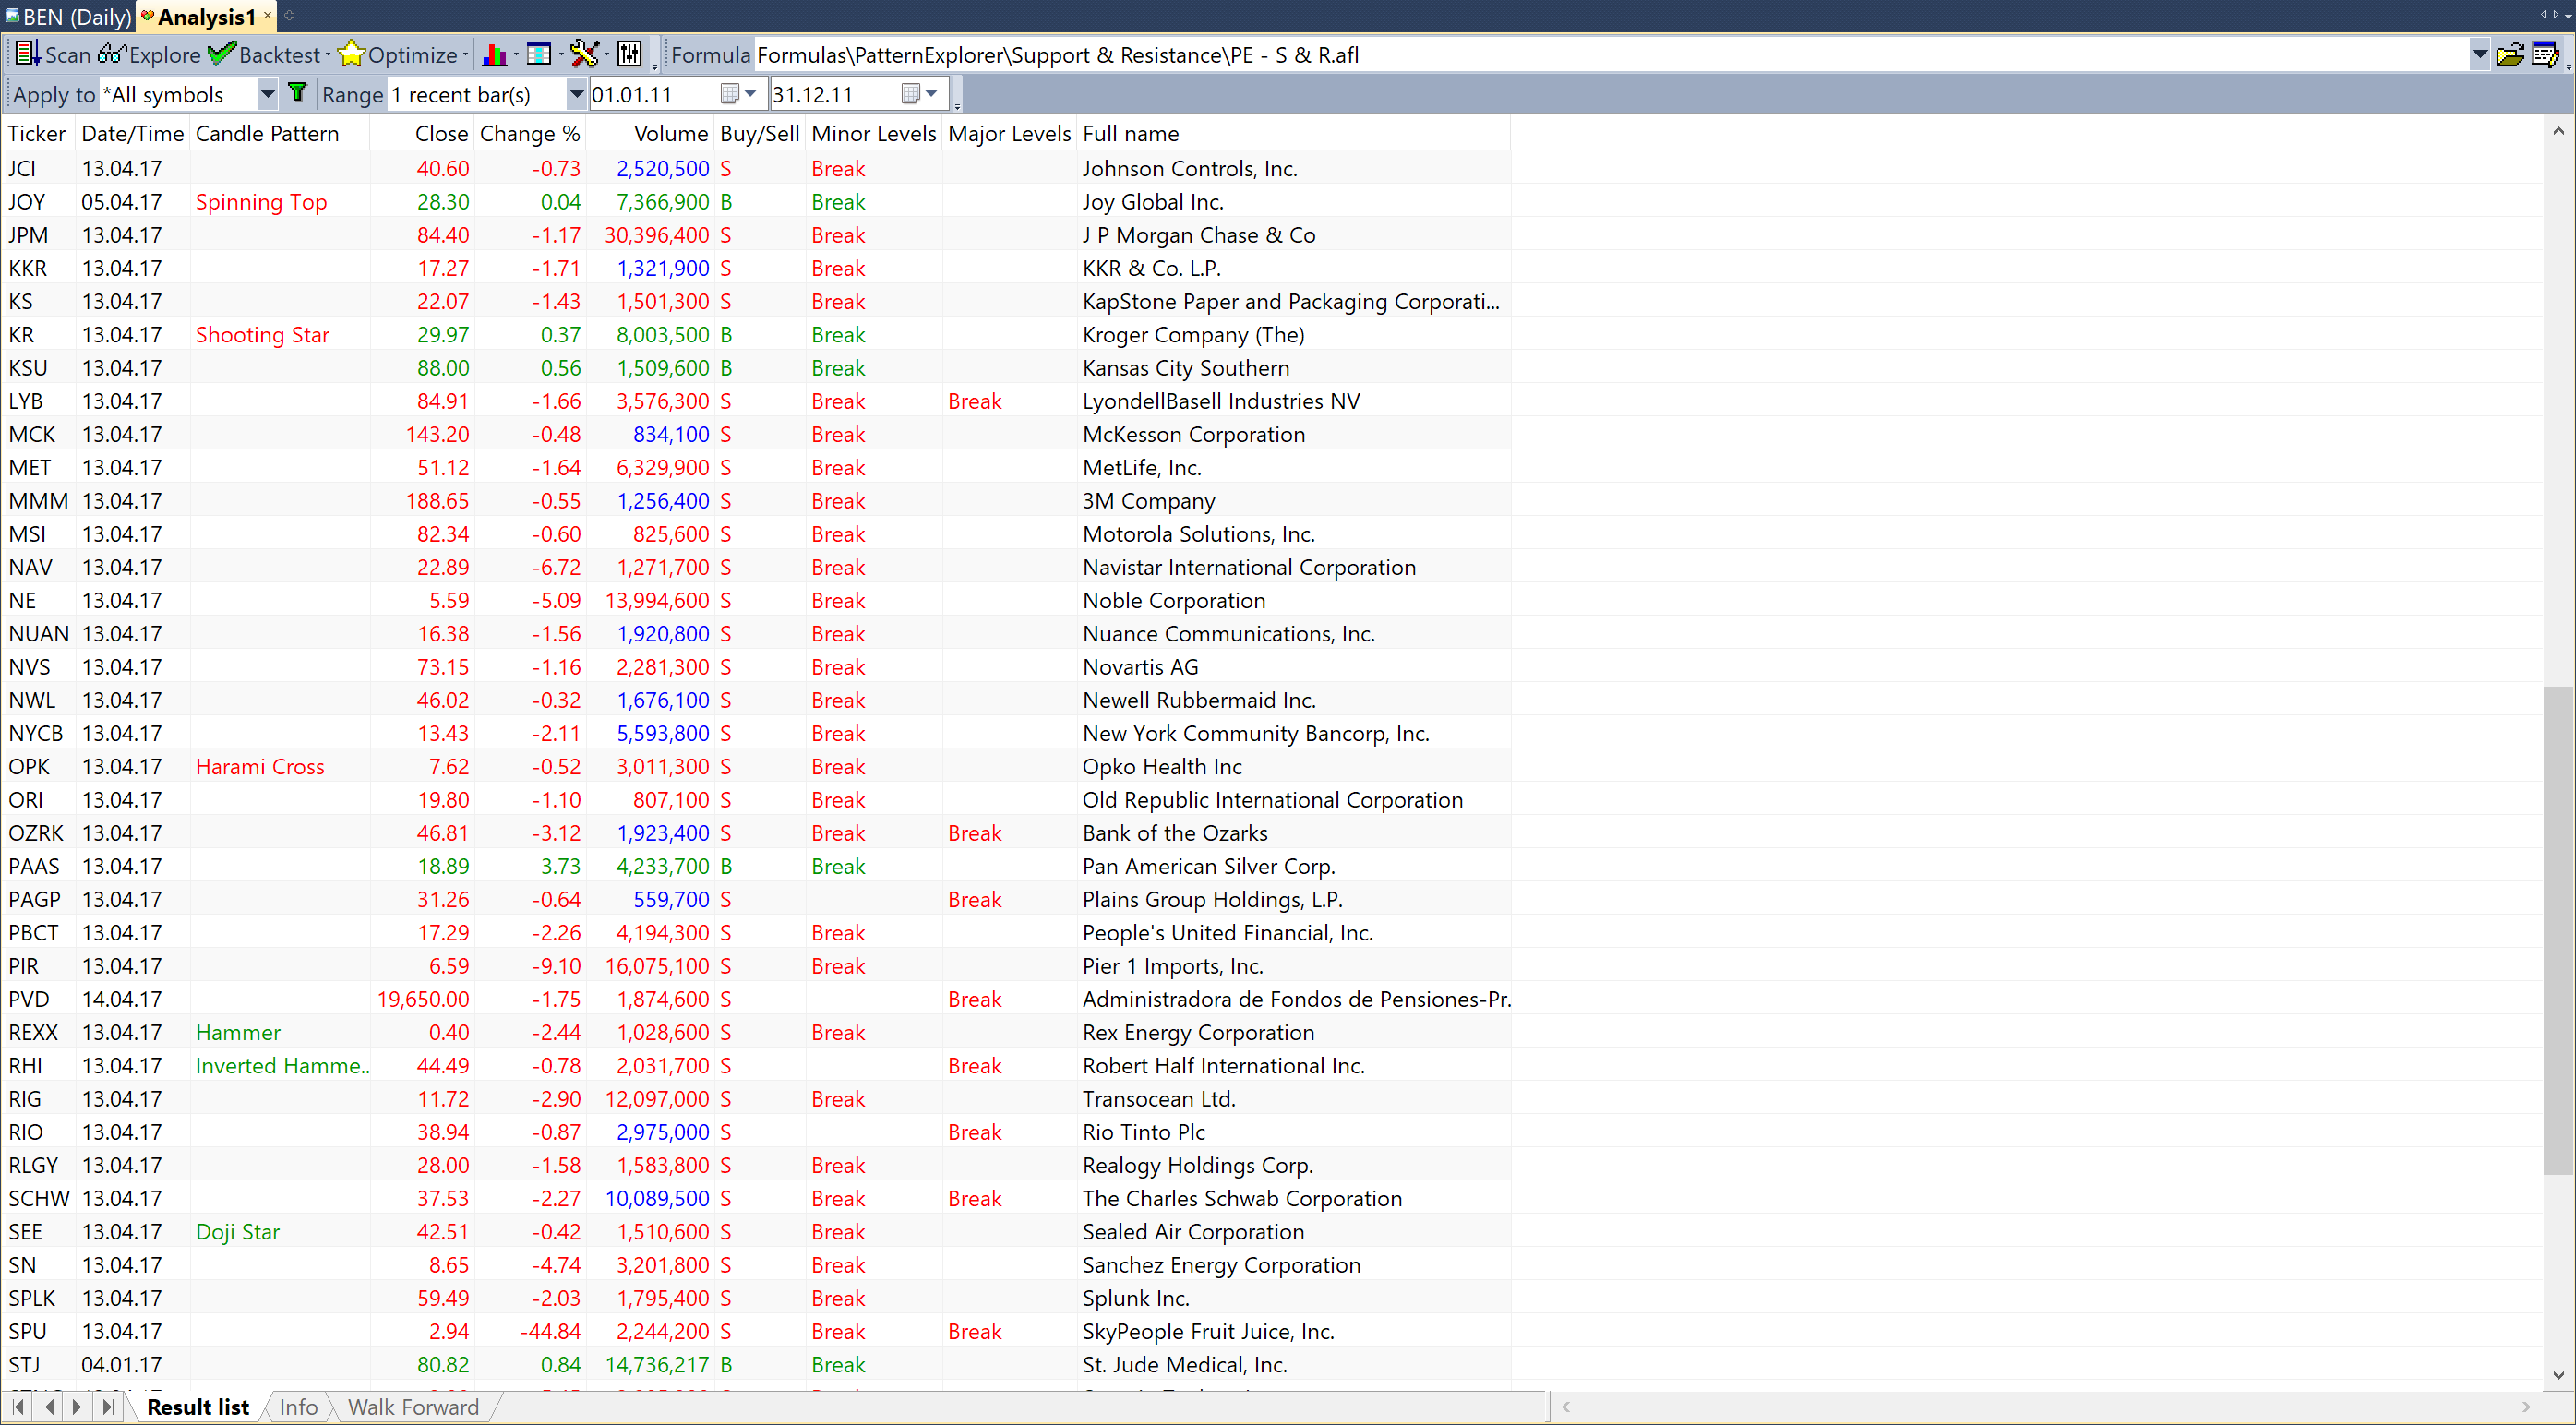 BEN (Daily) Analysis1
Scan Explore Backtest Optimize Formula Formulas\PatternExplorer\Support & Resistance\PE - S & R.afl
Apply to *All symbols Range 1 recent bar(s) 01.01.11 31.12.11
Ticker Date/Time Candle Pattern Close Change % Volume Buy/Sell Minor Levels Major Levels Full name
JCI 13.04.17 40.60 -0.73 2,520,500 S Break Johnson Controls, Inc.
JOY 05.04.17 Spinning Top 28.30 0.04 7,366,900 B Break Joy Global Inc.
JPM 13.04.17 84.40 -1.17 30,396,400 S Break J P Morgan Chase & Co
KKR 13.04.17 17.27 -1.71 1,321,900 S Break KKR & Co. L.P.
KS 13.04.17 22.07 -1.43 1,501,300 S Break KapStone Paper and Packaging Corporati...
KR 13.04.17 Shooting Star 29.97 0.37 8,003,500 B Break Kroger Company (The)
KSU 13.04.17 88.00 0.56 1,509,600 B Break Kansas City Southern
LYB 13.04.17 84.91 -1.66 3,576,300 S Break Break LyondellBasell Industries NV
MCK 13.04.17 143.20 -0.48 834,100 S Break McKesson Corporation
MET 13.04.17 51.12 -1.64 6,329,900 S Break MetLife, Inc.
MMM 13.04.17 188.65 -0.55 1,256,400 S Break 3M Company
MSI 13.04.17 82.34 -0.60 825,600 S Break Motorola Solutions, Inc.
NAV 13.04.17 22.89 -6.72 1,271,700 S Break Navistar International Corporation
NE 13.04.17 5.59 -5.09 13,994,600 S Break Noble Corporation
NUAN 13.04.17 16.38 -1.56 1,920,800 S Break Nuance Communications, Inc.
NVS 13.04.17 73.15 -1.16 2,281,300 S Break Novartis AG
NWL 13.04.17 46.02 -0.32 1,676,100 S Break Newell Rubbermaid Inc.
NYCB 13.04.17 13.43 -2.11 5,593,800 S Break New York Community Bancorp, Inc.
OPK 13.04.17 Harami Cross 7.62 -0.52 3,011,300 S Break Opko Health Inc
ORI 13.04.17 19.80 -1.10 807,100 S Break Old Republic International Corporation
OZRK 13.04.17 46.81 -3.12 1,923,400 S Break Break Bank of the Ozarks
PAAS 13.04.17 18.89 3.73 4,233,700 B Break Pan American Silver Corp.
PAGP 13.04.17 31.26 -0.64 559,700 S Break Plains Group Holdings, L.P.
PBCT 13.04.17 17.29 -2.26 4,194,300 S Break People's United Financial, Inc.
PIR 13.04.17 6.59 -9.10 16,075,100 S Break Pier 1 Imports, Inc.
PVD 14.04.17 19,650.00 -1.75 1,874,600 S Break Administradora de Fondos de Pensiones-Pr.
REXX 13.04.17 Hammer 0.40 -2.44 1,028,600 S Break Rex Energy Corporation
RHI 13.04.17 Inverted Hamme.. 44.49 -0.78 2,031,700 S Break Robert Half International Inc.
RIG 13.04.17 11.72 -2.90 12,097,000 S Break Transocean Ltd.
RIO 13.04.17 38.94 -0.87 2,975,000 S Break Rio Tinto Plc
RLGY 13.04.17 28.00 -1.58 1,583,800 S Break Realogy Holdings Corp.
SCHW 13.04.17 37.53 -2.27 10,089,500 S Break Break The Charles Schwab Corporation
SEE 13.04.17 Doji Star 42.51 -0.42 1,510,600 S Break Sealed Air Corporation
SN 13.04.17 8.65 -4.74 3,201,800 S Break Sanchez Energy Corporation
SPLK 13.04.17 59.49 -2.03 1,795,400 S Break Splunk Inc.
SPU 13.04.17 2.94 -44.84 2,244,200 S Break Break SkyPeople Fruit Juice, Inc.
STJ 04.01.17 80.82 0.84 14,736,217 B Break St. Jude Medical, Inc.
Result list Info Walk Forward